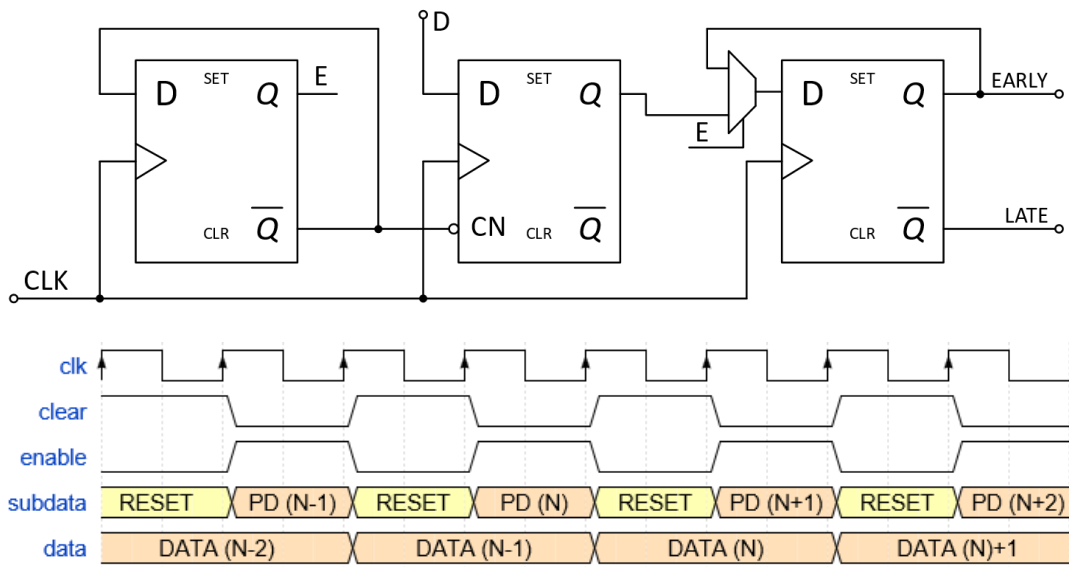 D
SET
Q
E
D
SET
Q
E
D
SET
Q
EARLY
CLR
Q
CN
CLR
Q
CLR
Q
LATE
CLK
clk
clear
enable
subdata RESET PD (N-1) RESET PD (N) RESET PD (N+1) RESET PD (N+2)
data DATA (N-2) DATA (N-1) DATA (N) DATA (N)+1
D